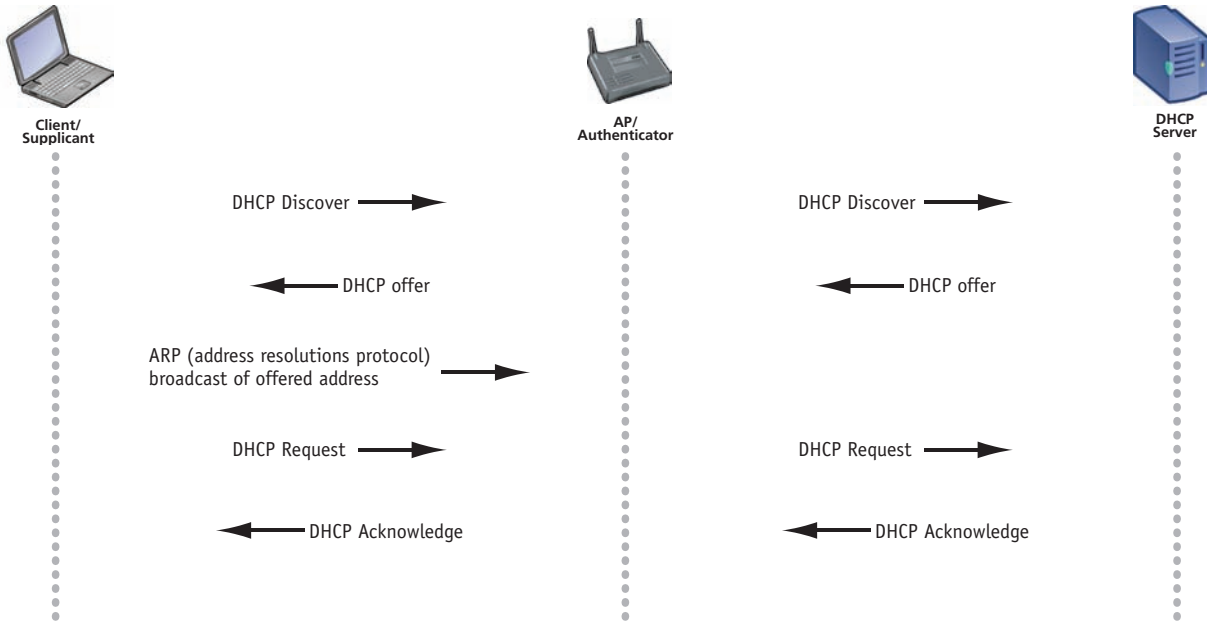 Client/
Supplicant
AP/
Authenticator
DHCP
Server
DHCP Discover
DHCP Discover
DHCP offer
DHCP offer
ARP (address resolutions protocol)
broadcast of offered address
DHCP Request
DHCP Request
DHCP Acknowledge
DHCP Acknowledge